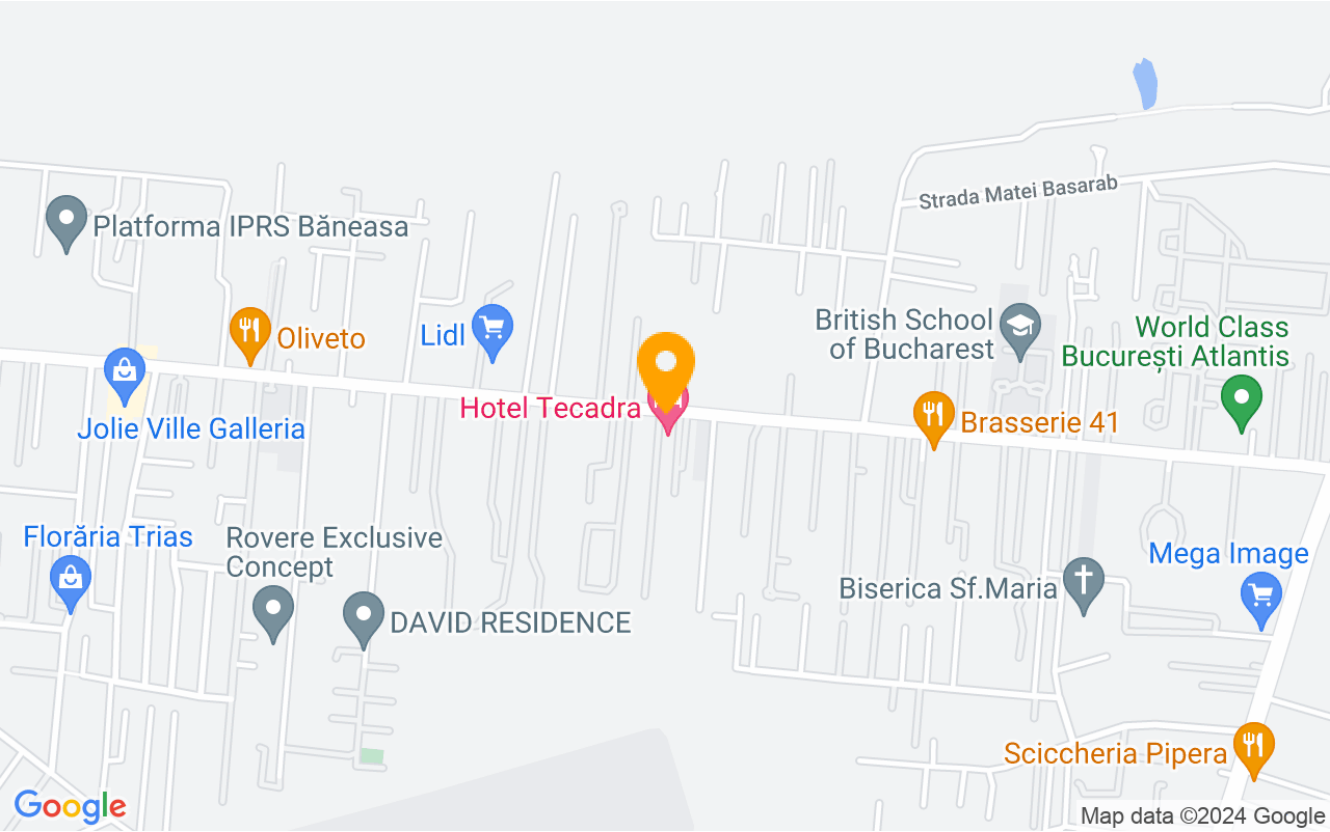 Strada Matei Basarab
Platforma IPRS Băneasa
Oliveto
Lidl
British School
of Bucharest
World Class
București Atlantis
Jolie Ville Galleria
Hotel Tecadra
Brasserie 41
Florăria Trias
Rovere Exclusive
Concept
DAVID RESIDENCE
Biserica Sf.Maria
Mega Image
Sciccheria Pipera
Google
Map data ©2024 Google